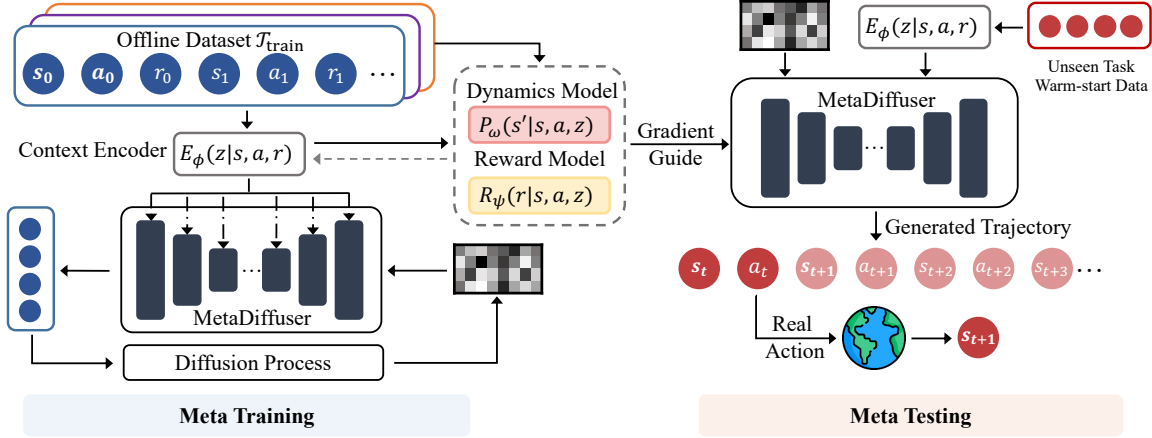 Offline Dataset 𝒯train
s0 a0 r0 s1 a1 r1 ...
Context Encoder
Eϕ(z|s, a, r)
...
MetaDiffuser
Diffusion Process
Meta Training
Dynamics Model
Pω(s'|s, a, z)
Reward Model
Rψ(r|s, a, z)
Gradient
Guide
Eϕ(z|s, a, r)
Unseen Task
Warm-start Data
MetaDiffuser
...
Generated Trajectory
st at st+1 at+1 st+2 at+2 st+3 ...
Real
Action
st+1
Meta Testing